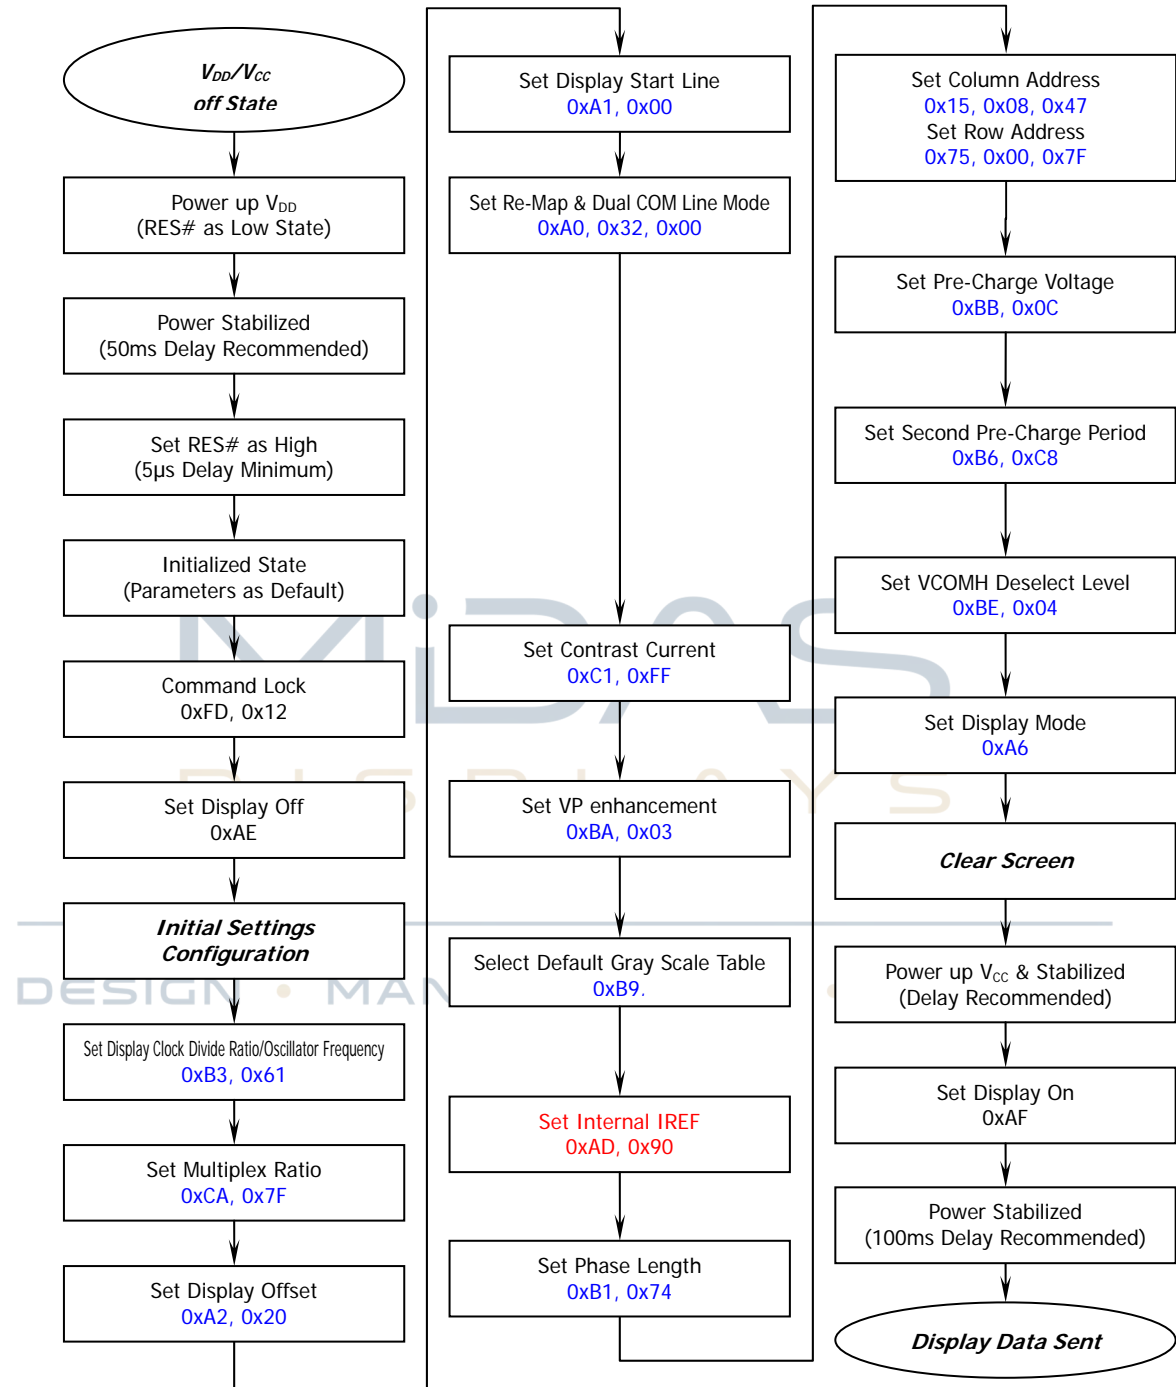 VDD/VCC
off State
Power up VDD
(RES# as Low State)
Power Stabilized
(50ms Delay Recommended)
Set RES# as High
(5μs Delay Minimum)
Initialized State
(Parameters as Default)
Command Lock
0xFD, 0x12
Set Display Off
0xAE
Initial Settings
Configuration
Set Display Clock Divide Ratio/Oscillator Frequency
0xB3, 0x61
Set Multiplex Ratio
0xCA, 0x7F
Set Display Offset
0xA2, 0x20
Set Display Start Line
0xA1, 0x00
Set Re-Map & Dual COM Line Mode
0xA0, 0x32, 0x00
Set Contrast Current
0xC1, 0xFF
Set VP enhancement
0xBA, 0x03
Select Default Gray Scale Table
0xB9.
Set Internal IREF
0xAD, 0x90
Set Phase Length
0xB1, 0x74
Set Column Address
0x15, 0x08, 0x47
Set Row Address
0x75, 0x00, 0x7F
Set Pre-Charge Voltage
0xBB, 0x0C
Set Second Pre-Charge Period
0xB6, 0xC8
Set VCOMH Deselect Level
0xBE, 0x04
Set Display Mode
0xA6
Clear Screen
Power up VCC & Stabilized
(Delay Recommended)
Set Display On
0xAF
Power Stabilized
(100ms Delay Recommended)
Display Data Sent
MiDAS
DISPLAYS
DESIGN • MAN